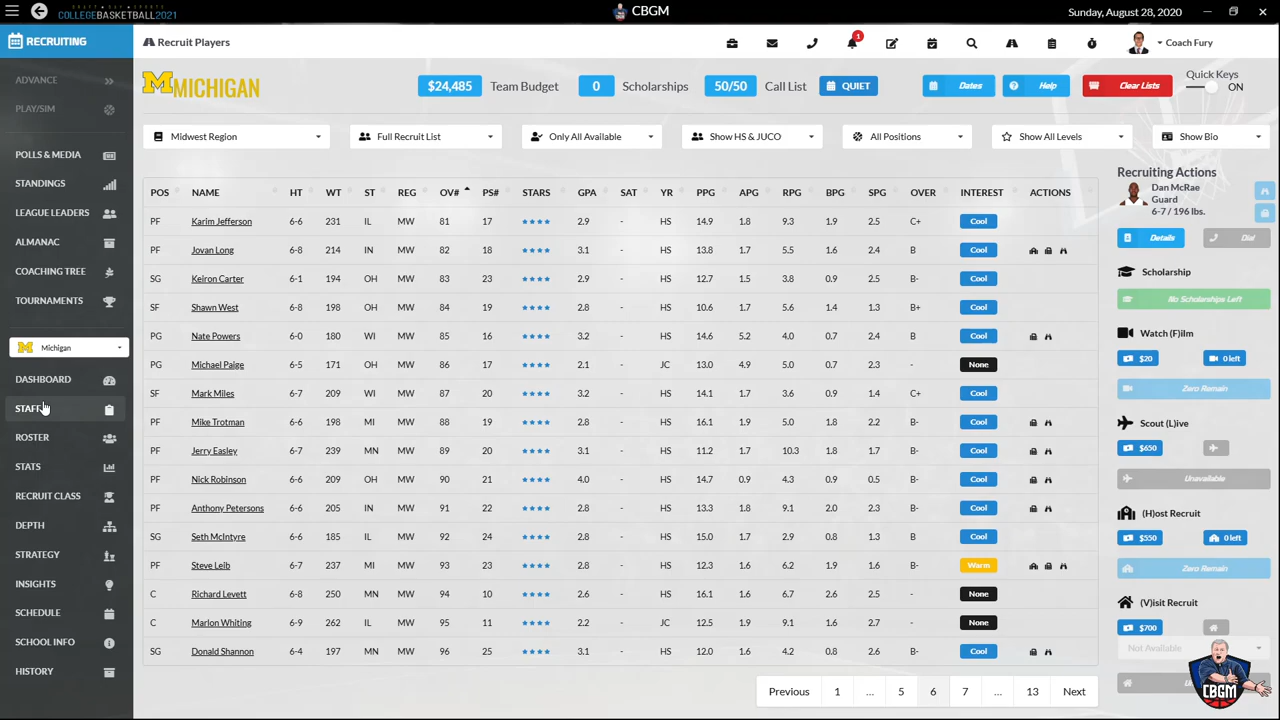 DRAFT DAY SPORTS
COLLEGEBASKETBALL2021
CBGM
Sunday, August 28, 2020
RECRUITING
Recruit Players
1
Coach Fury
ADVANCE
PLAY/SIM
POLLS & MEDIA
STANDINGS
LEAGUE LEADERS
ALMANAC
COACHING TREE
TOURNAMENTS
Michigan
DASHBOARD
STAFF
ROSTER
STATS
RECRUIT CLASS
DEPTH
STRATEGY
INSIGHTS
SCHEDULE
SCHOOL INFO
HISTORY
M MICHIGAN
$24,485 Team Budget 0 Scholarships 50/50 Call List QUIET Dates Help Clear Lists Quick Keys ON
Midwest Region Full Recruit List Only All Available Show HS & JUCO All Positions Show All Levels Show Bio
POS NAME HT WT ST REG OV# PS# STARS GPA SAT YR PPG APG RPG BPG SPG OVER INTEREST ACTIONS
PF Karim Jefferson 6-6 231 IL MW 81 17 2.9 - HS 14.9 1.8 9.3 1.9 2.5 C+ Cool
PF Jovan Long 6-8 214 IN MW 82 18 3.1 - HS 13.8 1.7 5.5 1.6 2.4 B Cool
SG Keiron Carter 6-1 194 OH MW 83 23 2.9 - HS 12.7 1.5 3.8 0.9 2.5 B- Cool
SF Shawn West 6-8 198 OH MW 84 19 2.8 - HS 10.6 1.7 5.8 1.4 1.3 B+ Cool
PG Nate Powers 6-0 180 WI MW 85 16 3.2 - HS 14.6 5.2 4.0 0.7 2.4 B Cool
PG Michael Paige 6-5 171 OH MW 86 17 2.1 - JC 13.0 4.9 5.0 0.7 2.3 - None
SF Mark Miles 6-7 209 WI MW 87 20 3.2 - HS 14.1 1.7 3.6 0.9 1.2 C+ Cool
PF Mike Trotman 6-6 198 MI MW 88 19 2.8 - HS 16.1 1.9 5.0 1.8 2.2 B- Cool
PF Jerry Easley 6-7 239 MN MW 89 20 3.1 - HS 11.2 1.2 10.3 1.8 1.7 B- Cool
PF Nick Robinson 6-6 209 OH MW 90 21 4.0 - HS 14.7 0.9 4.3 0.9 0.5 B- Cool
PF Anthony Petersons 6-6 205 IN MW 91 22 2.8 - HS 13.3 1.8 9.1 2.0 0.6 B- Cool
SG Seth McIntyre 6-6 185 IL MW 92 24 2.8 - HS 15.0 1.7 2.9 0.8 1.3 B Cool
PF Steve Leib 6-7 237 MI MW 93 23 2.8 - HS 12.3 1.6 6.2 1.9 1.6 B- Warm
C Richard Levett 6-8 250 MN MW 94 10 2.6 - HS 16.1 1.6 6.7 2.6 2.5 - None
C Marlon Whiting 6-9 262 IL MW 95 11 2.2 - JC 12.5 1.9 9.1 1.6 2.7 - None
SG Donald Shannon 6-4 197 MN MW 96 25 3.1 - HS 12.0 1.6 4.2 0.8 2.6 B- Cool
Previous 1 ... 5 6 7 ... 13 Next
Recruiting Actions
Dan McRae
Guard
6-7 / 196 lbs.
Details Dial
Scholarship
No Scholarships Left
Watch (F)ilm
$20 0 left
Zero Remain
Scout (L)ive
$650
Unavailable
(H)ost Recruit
$550 0 left
Zero Remain
(V)isit Recruit
$700
Not Available
CBGM